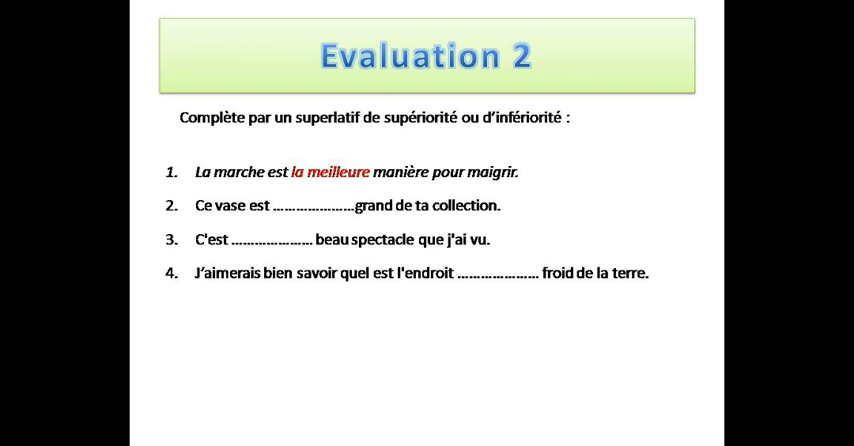 Evaluation 2
Complète par un superlatif de supériorité ou d’infériorité :
1. La marche est la meilleure manière pour maigrir.
2. Ce vase est .....................grand de ta collection.
3. C'est ..................... beau spectacle que j'ai vu.
4. J’aimerais bien savoir quel est l'endroit ..................... froid de la terre.